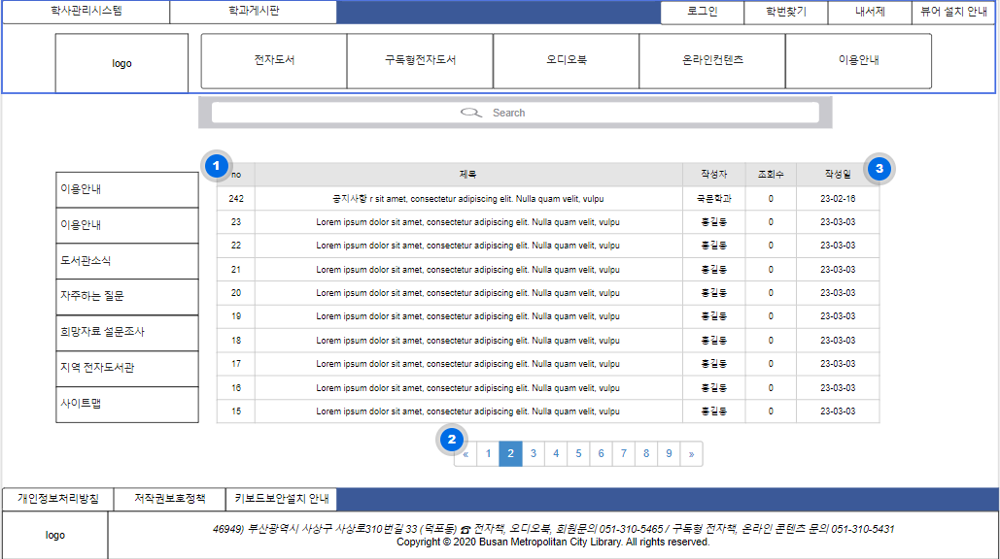 학사관리시스템 학과게시판 로그인 학번찾기 내서제 뷰어 설치 안내
logo 전자도서 구독형전자도서 오디오북 온라인컨텐츠 이용안내
Search
1 3
no 제목 작성자 조회수 작성일
242 공지사항 r sit amet, consectetur adipiscing elit. Nulla quam velit, vulpu 국문학과 0 23-02-16
23 Lorem ipsum dolor sit amet, consectetur adipiscing elit. Nulla quam velit, vulpu 홍길동 0 23-03-03
22 Lorem ipsum dolor sit amet, consectetur adipiscing elit. Nulla quam velit, vulpu 홍길동 0 23-03-03
21 Lorem ipsum dolor sit amet, consectetur adipiscing elit. Nulla quam velit, vulpu 홍길동 0 23-03-03
20 Lorem ipsum dolor sit amet, consectetur adipiscing elit. Nulla quam velit, vulpu 홍길동 0 23-03-03
19 Lorem ipsum dolor sit amet, consectetur adipiscing elit. Nulla quam velit, vulpu 홍길동 0 23-03-03
18 Lorem ipsum dolor sit amet, consectetur adipiscing elit. Nulla quam velit, vulpu 홍길동 0 23-03-03
17 Lorem ipsum dolor sit amet, consectetur adipiscing elit. Nulla quam velit, vulpu 홍길동 0 23-03-03
16 Lorem ipsum dolor sit amet, consectetur adipiscing elit. Nulla quam velit, vulpu 홍길동 0 23-03-03
15 Lorem ipsum dolor sit amet, consectetur adipiscing elit. Nulla quam velit, vulpu 홍길동 0 23-03-03
이용안내
이용안내
도서관소식
자주하는 질문
희망자료 설문조사
지역 전자도서관
사이트맵
2
« 1 2 3 4 5 6 7 8 9 »
개인정보처리방침 저작권보호정책 키보드보안설치 안내
logo
46949) 부산광역시 사상구 사상로310번길 33 (덕포동) ☎ 전자책, 오디오북, 회원문의 051-310-5465 / 구독형 전자책, 온라인 콘텐츠 문의 051-310-5431
Copyright © 2020 Busan Metropolitan City Library. All rights reserved.